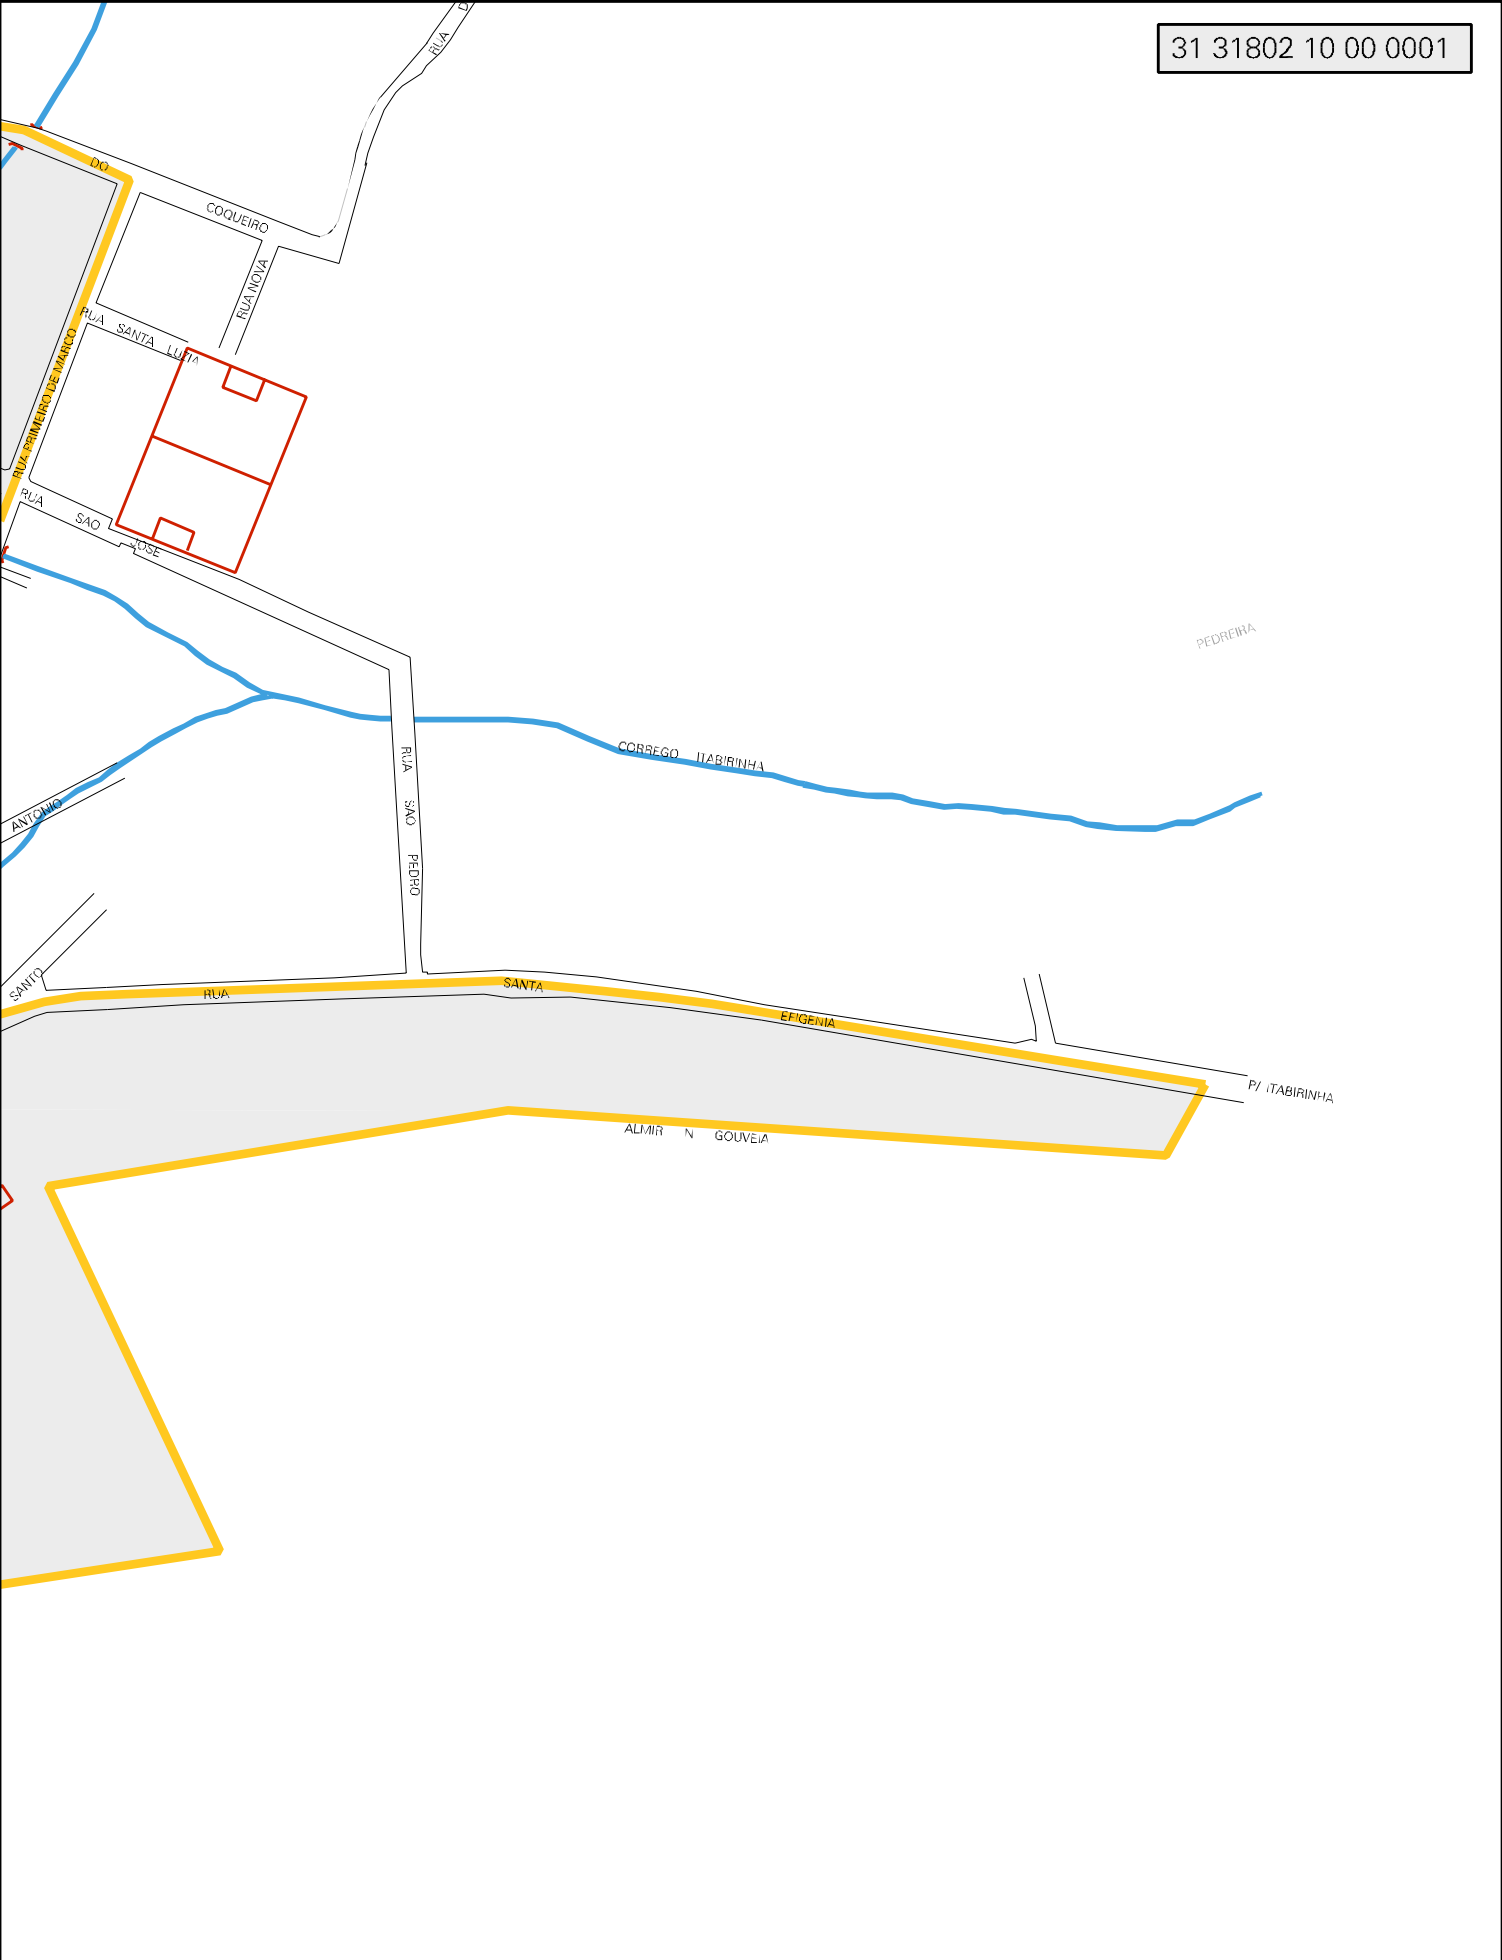 31 31802 10 00 0001
RUA D
DO
COQUEIRO
RUA NOVA
RUA SANTA LUZIA
RUA PRIMEIRO DE MARCO
RUA SAO JOSE
PEDREIRA
CORREGO ITABIRINHA
RUA SAO PEDRO
ANTONIO
SANTO
RUA SANTA EFIGENIA
P/ ITABIRINHA
ALMIR N GOUVEIA